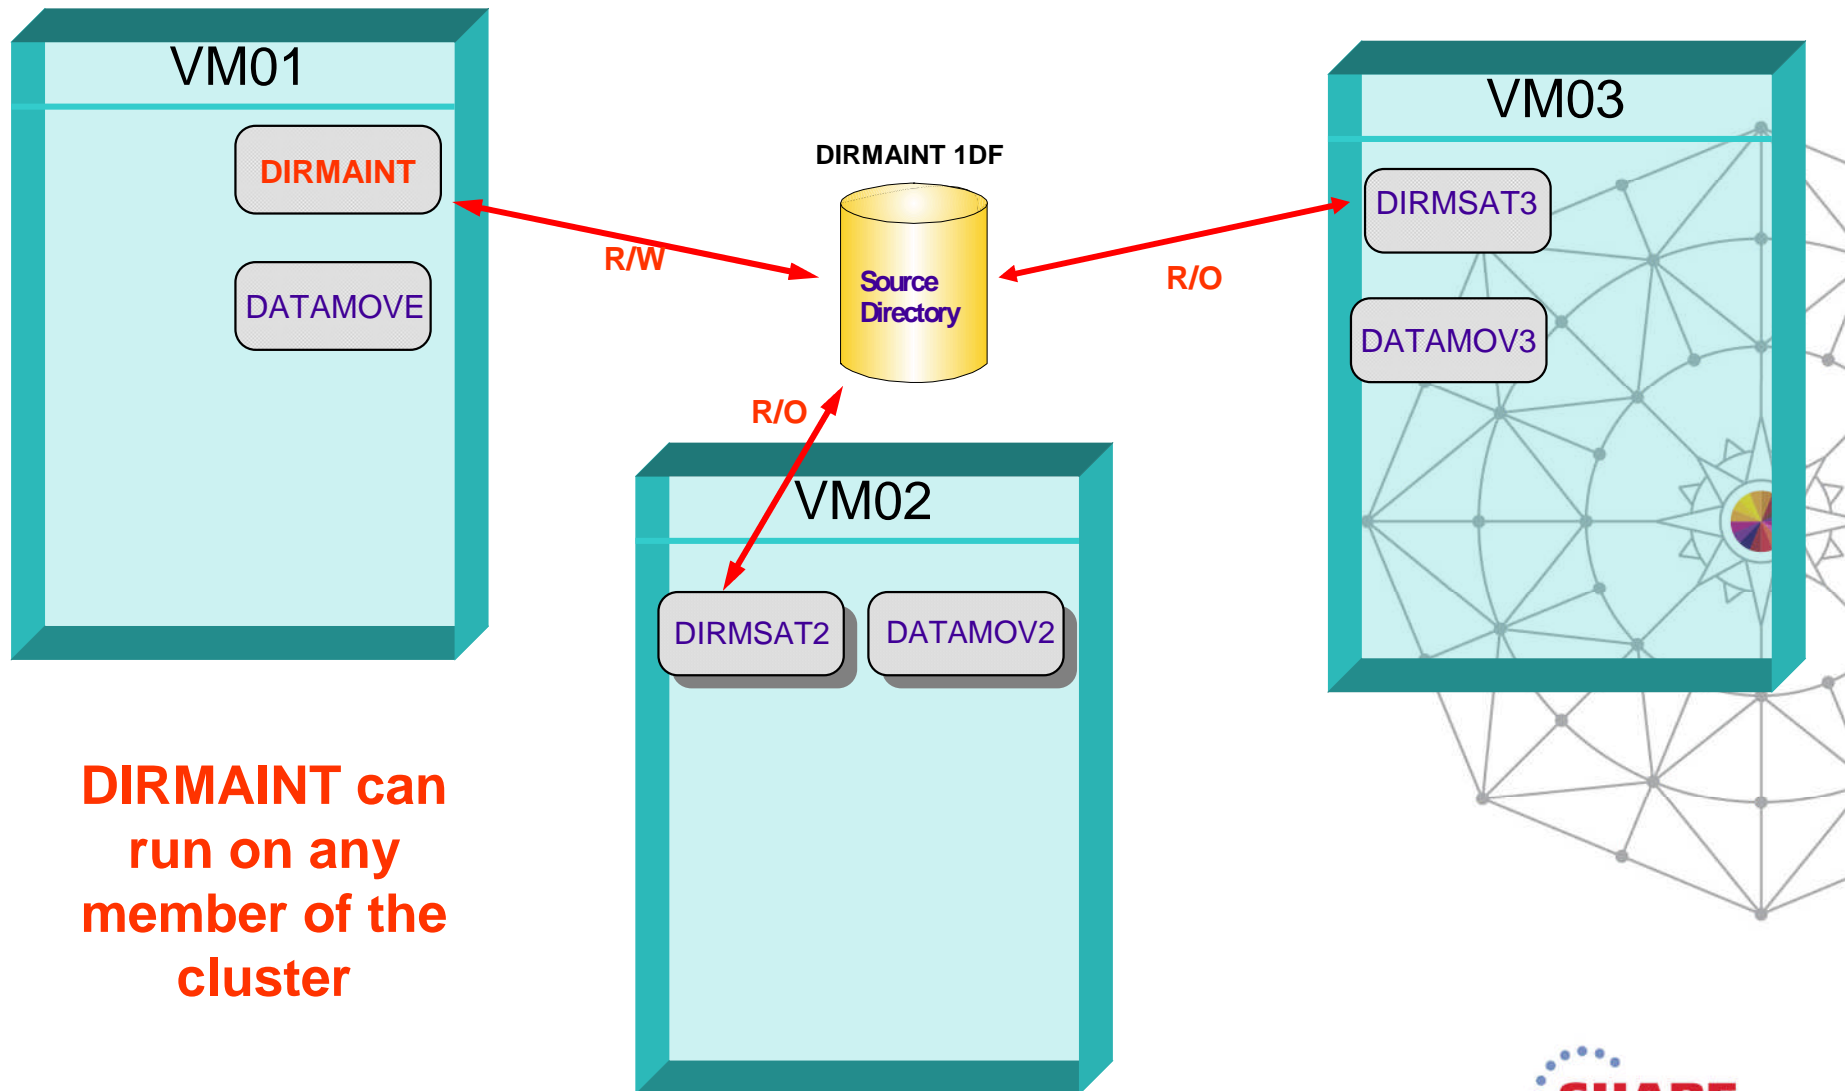 VM01
DIRMAINT
DATAMOVE
R/W
DIRMAINT 1DF
Source
Directory
R/O
R/O
VM03
DIRMSAT3
DATAMOV3
VM02
DIRMSAT2
DATAMOV2
DIRMAINT can
run on any
member of the
cluster